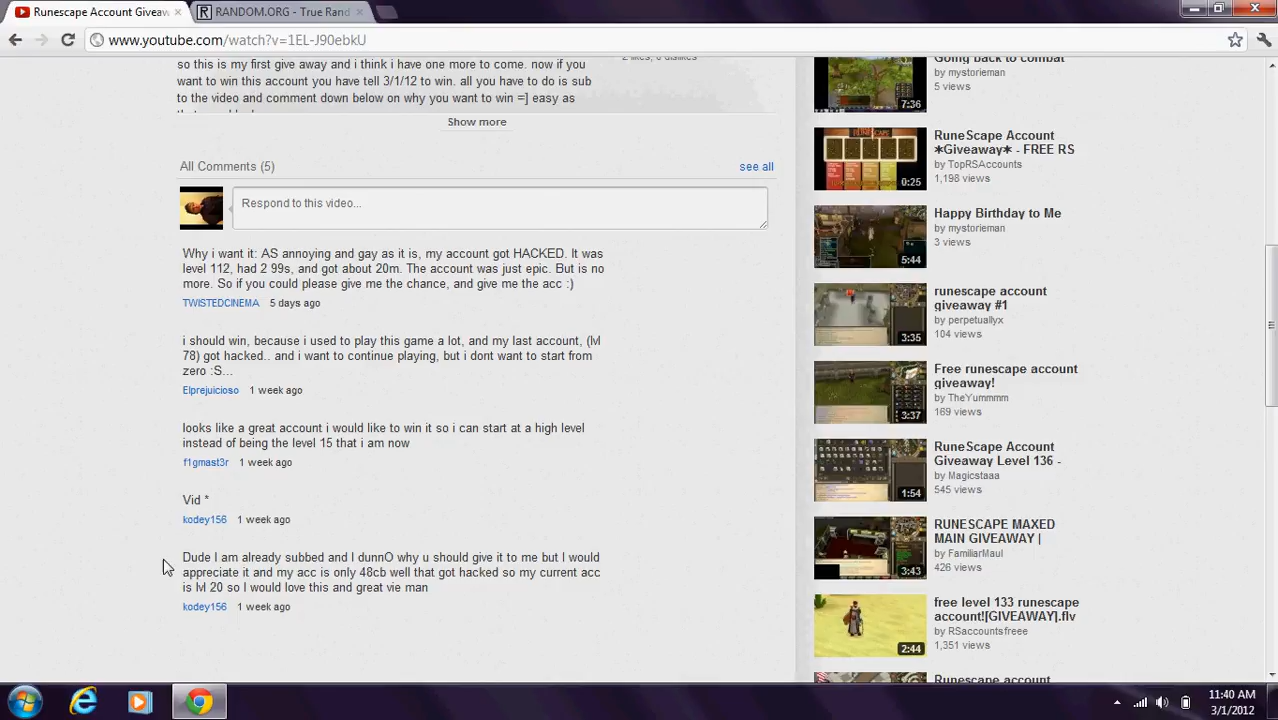 Runescape Account Giveaw
RANDOM.ORG - True Rand
www.youtube.com/watch?v=1EL-J90ebkU
so this is my first give away and i think i have one more to come. now if you
want to win this account you have tell 3/1/12 to win. all you have to do is sub
to the video and comment down below on why you want to win =] easy as
Show more
All Comments (5)
see all
Respond to this video...
Why i want it: AS annoying and gay as it is, my account got HACKED. It was
level 112, had 2 99s, and got about 20m. The account was just epic. But is no
more. So if you could please give me the chance, and give me the acc :)
TWISTEDCINEMA 5 days ago
i should win, because i used to play this game a lot, and my last account, (lvl
78) got hacked.. and i want to continue playing, but i dont want to start from
zero :S...
Elprejuicioso 1 week ago
looks like a great account i would like to win it so i can start at a high level
instead of being the level 15 that i am now
f1gmast3r 1 week ago
Vid *
kodey156 1 week ago
Dude I am already subbed and I dunnO why u should give it to me but I would
appreciate it and my acc is only 48cb well that got hacked so my current acc
is lvl 20 so I would love this and great vie man
kodey156 1 week ago
Going back to combat
by mystorieman
5 views
7:36
RuneScape Account
✶Giveaway✶ - FREE RS
by TopRSAccounts
1,198 views
0:25
Happy Birthday to Me
by mystorieman
3 views
5:44
runescape account
giveaway #1
by perpetuallyx
104 views
3:35
Free runescape account
giveaway!
by TheYummmm
169 views
3:37
RuneScape Account
Giveaway Level 136 -
by Magicstaaa
545 views
1:54
RUNESCAPE MAXED
MAIN GIVEAWAY |
by FamiliarMaul
426 views
3:43
free level 133 runescape
account![GIVEAWAY].flv
by RSaccountsfreee
1,351 views
2:44
Runescape account
11:40 AM
3/1/2012